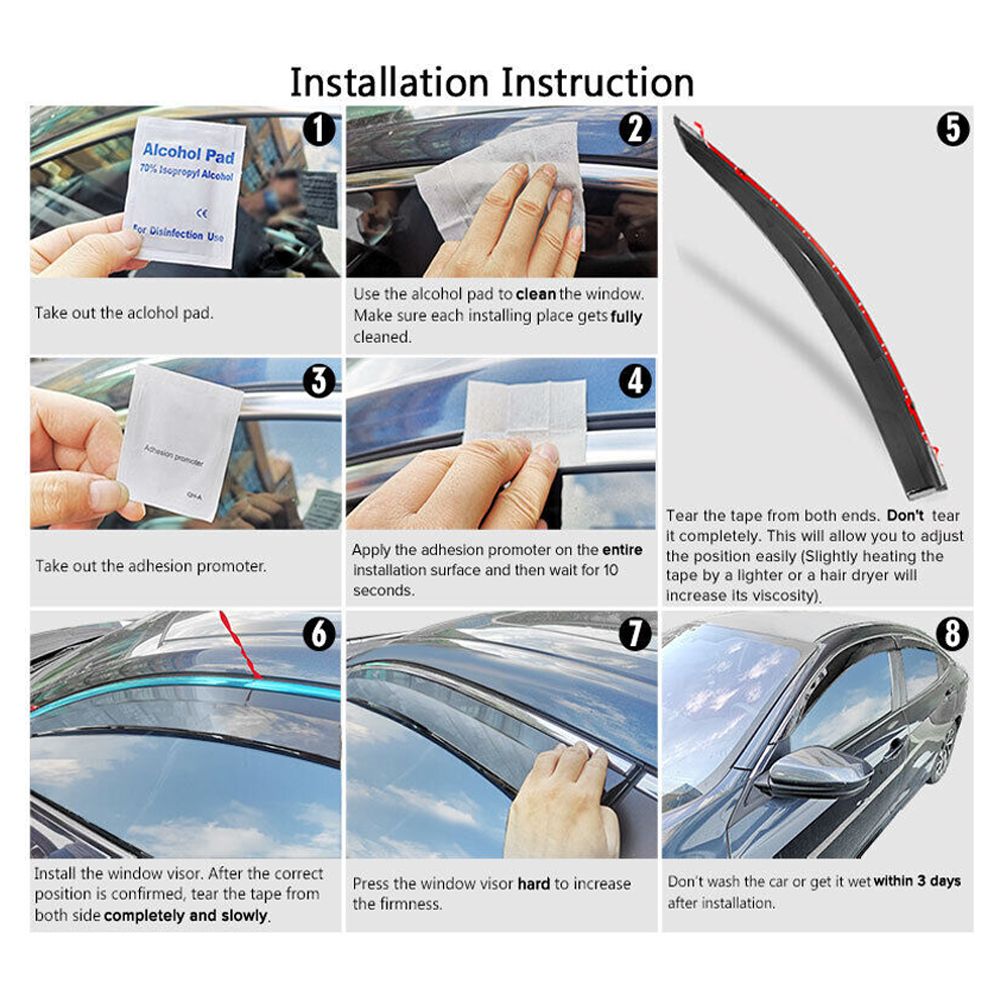 Installation Instruction
1
Alcohol Pad
70% Isopropyl Alcohol
CE
For Disinfection Use
Take out the aclohol pad.
2
Use the alcohol pad to clean the window.
Make sure each installing place gets fully
cleaned.
3
Adhesion promoter
QH-A
Take out the adhesion promoter.
4
Apply the adhesion promoter on the entire
installation surface and then wait for 10
seconds.
5
Tear the tape from both ends. Don't tear
it completely. This will allow you to adjust
the position easily (Slightly heating the
tape by a lighter or a hair dryer will
increase its viscosity).
6
Install the window visor. After the correct
position is confirmed, tear the tape from
both side completely and slowly.
7
Press the window visor hard to increase
the firmness.
8
Don't wash the car or get it wet within 3 days
after installation.